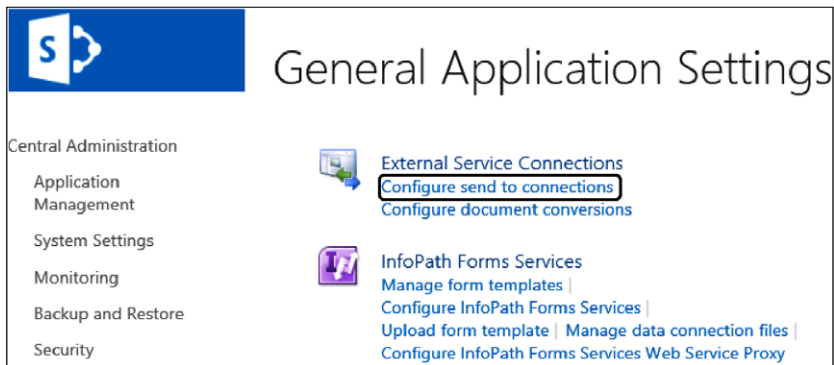 General Application Settings
Central Administration
Application
Management
System Settings
Monitoring
Backup and Restore
Security
External Service Connections
Configure send to connections
Configure document conversions
InfoPath Forms Services
Manage form templates |
Configure InfoPath Forms Services |
Upload form template | Manage data connection files |
Configure InfoPath Forms Services Web Service Proxy